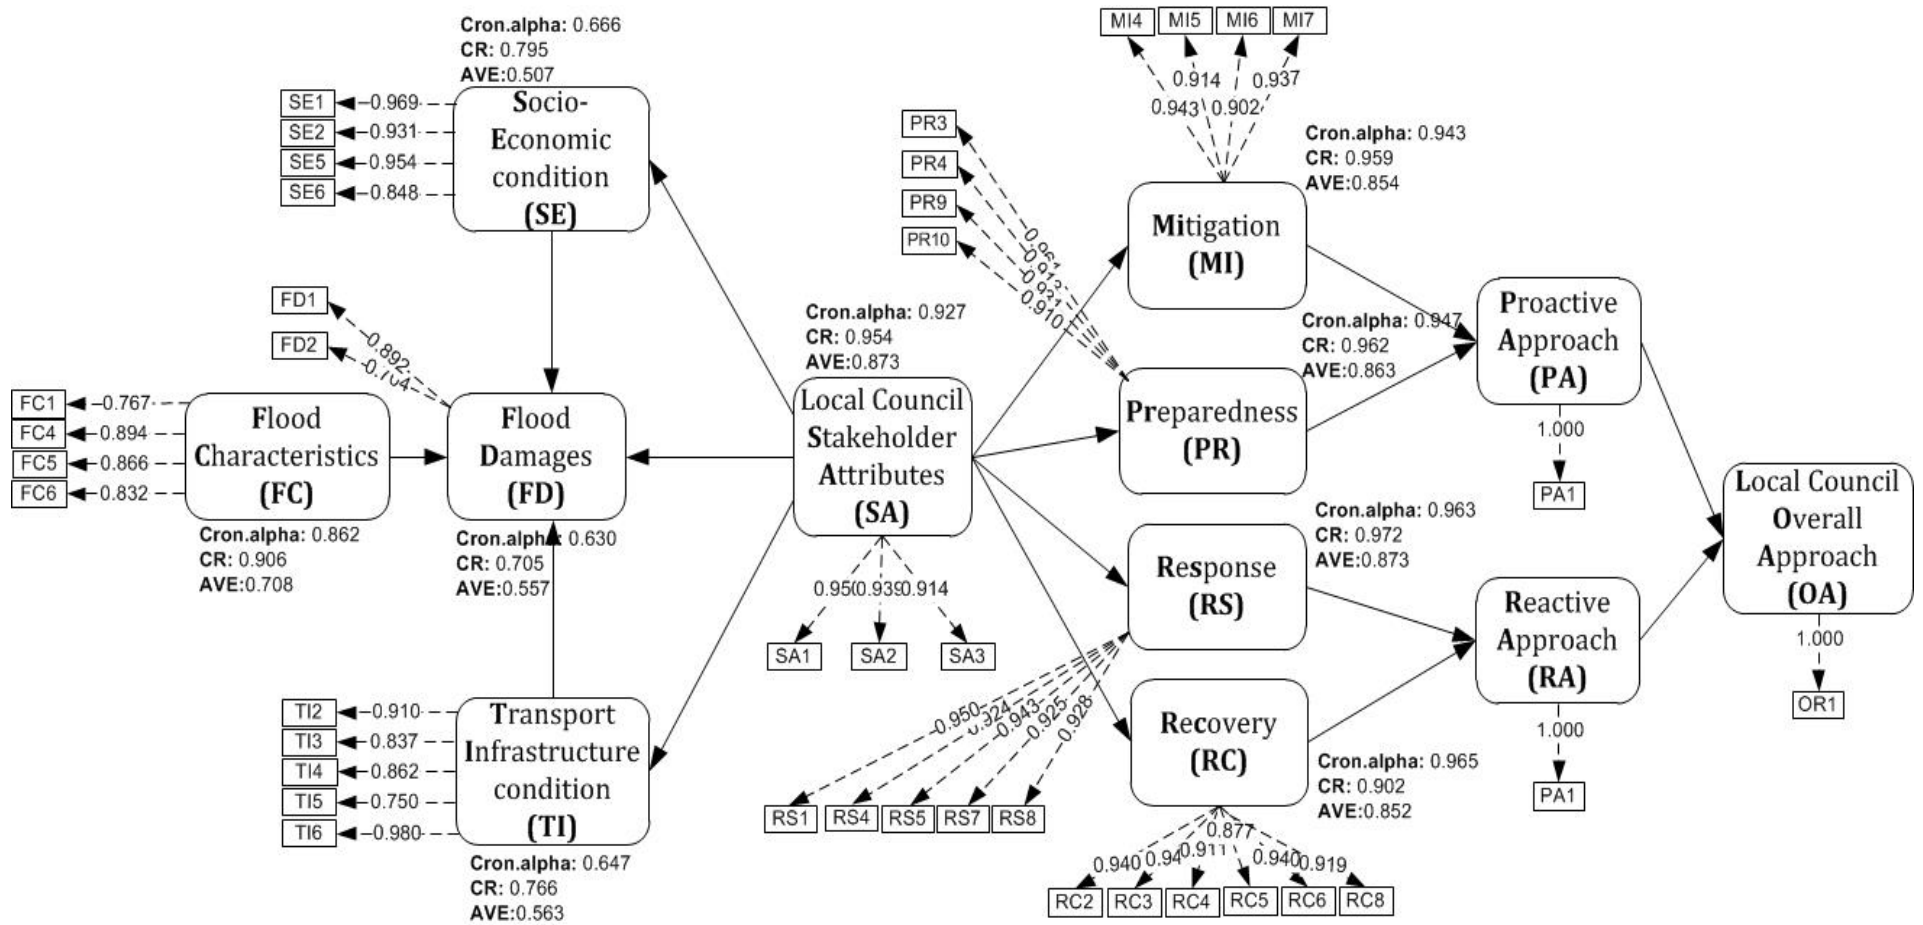 Cron.alpha: 0.666
CR: 0.795
AVE:0.507
SE1
0.969
SE2
0.931
SE5
0.954
SE6
0.848
Socio-
Economic
condition
(SE)
FD1
0.892
FD2
FC1
0.767
FC4
0.894
FC5
0.866
FC6
0.832
Flood
Characteristics
(FC)
Cron.alpha: 0.862
CR: 0.906
AVE:0.708
Flood
Damages
(FD)
Cron.alpha: 0.630
CR: 0.705
AVE:0.557
TI2
0.910
TI3
0.837
TI4
0.862
TI5
0.750
TI6
0.980
Transport
Infrastructure
condition
(TI)
Cron.alpha: 0.647
CR: 0.766
AVE:0.563
Cron.alpha: 0.927
CR: 0.954
AVE:0.873
Local Council
Stakeholder
Attributes
(SA)
0.939
0.914
SA1
SA2
SA3
MI4
MI5
MI6
MI7
0.914
0.937
0.943
0.902
Cron.alpha: 0.943
CR: 0.959
AVE:0.854
Mitigation
(MI)
PR3
PR4
PR9
PR10
0.910
Cron.alpha: 0.947
CR: 0.962
AVE:0.863
Preparedness
(PR)
Cron.alpha: 0.963
CR: 0.972
AVE:0.873
Response
(RS)
0.950
0.943
0.925
0.928
RS1
RS4
RS5
RS7
RS8
Recovery
(RC)
Cron.alpha: 0.965
CR: 0.902
AVE:0.852
0.877
0.940
0.911
0.940
0.919
RC2
RC3
RC4
RC5
RC6
RC8
Proactive
Approach
(PA)
1.000
PA1
Reactive
Approach
(RA)
1.000
PA1
Local Council
Overall
Approach
(OA)
1.000
OR1